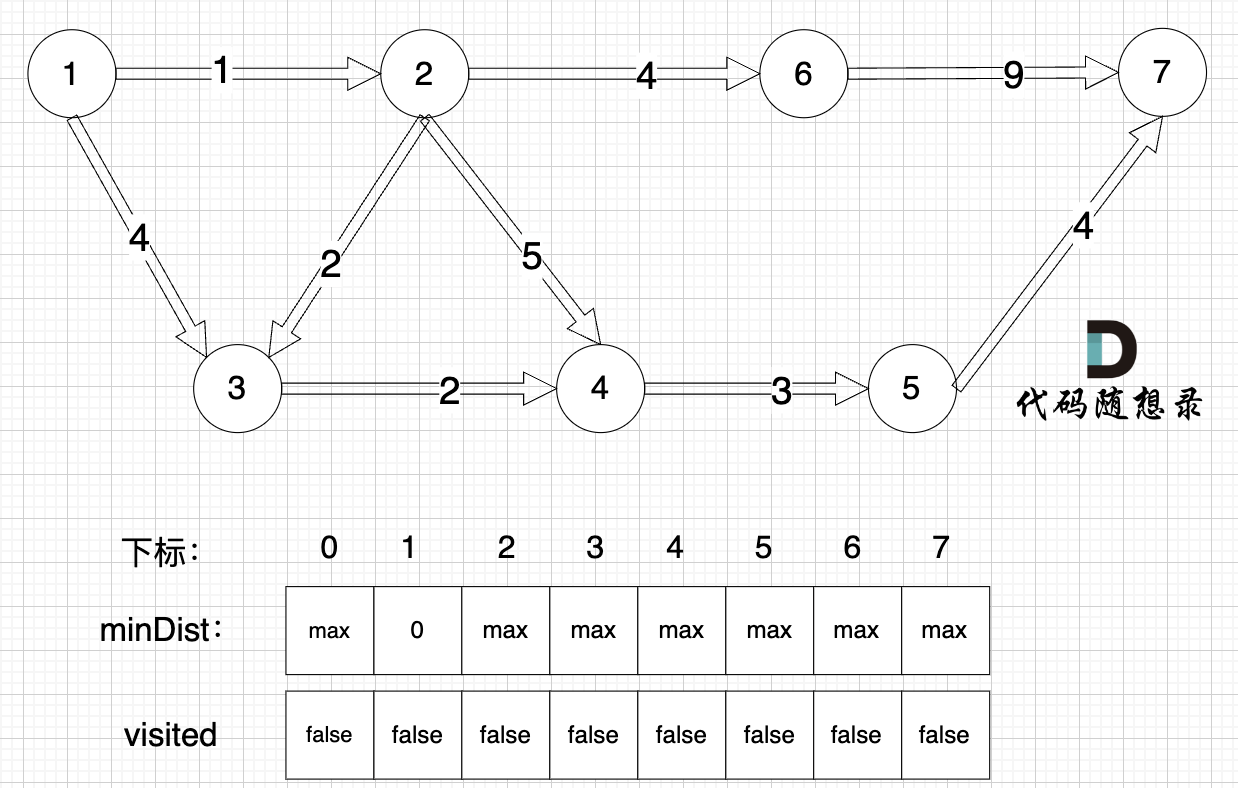 1 1 2 4 6 9 7
4 2 5 4
3 2 4 3 5
代码随想录
下标： 0 1 2 3 4 5 6 7
minDist： max 0 max max max max max max
visited false false false false false false false false